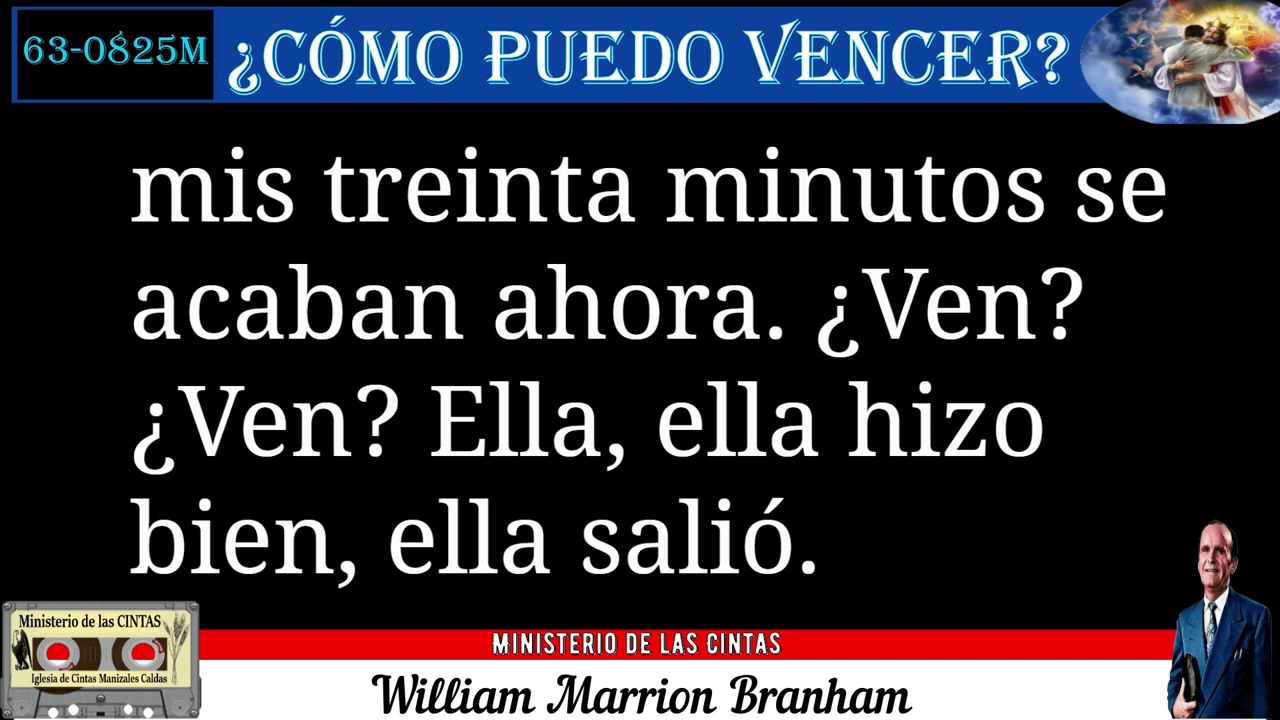 63-0825M
¿CÓMO PUEDO VENCER?
mis treinta minutos se
acaban ahora. ¿Ven?
¿Ven? Ella, ella hizo
bien, ella salió.
Ministerio de las CINTAS
Iglesia de Cintas Manizales Caldas
MINISTERIO DE LAS CINTAS
William Marrion Branham